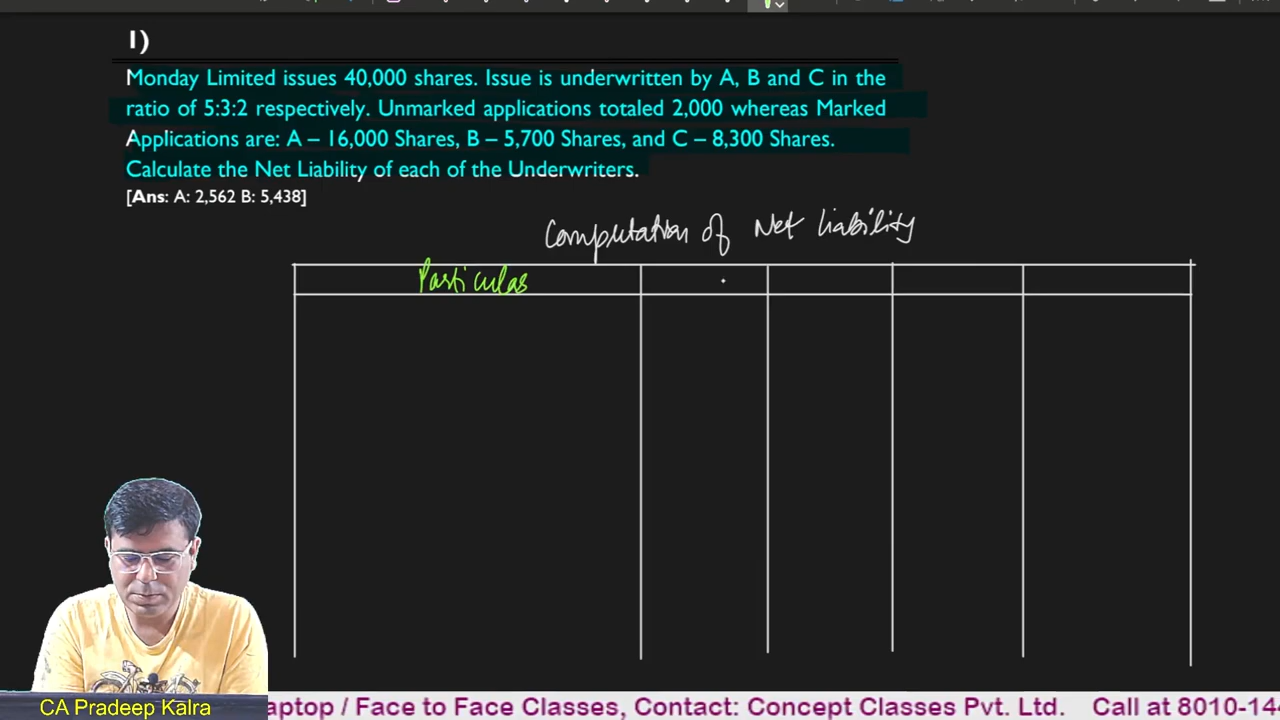 1)
Monday Limited issues 40,000 shares. Issue is underwritten by A, B and C in the
ratio of 5:3:2 respectively. Unmarked applications totaled 2,000 whereas Marked
Applications are: A – 16,000 Shares, B – 5,700 Shares, and C – 8,300 Shares.
Calculate the Net Liability of each of the Underwriters.
[Ans: A: 2,562 B: 5,438]
Computation of Net liability
Particulas
CA Pradeep Kalra
aptop / Face to Face Classes, Contact: Concept Classes Pvt. Ltd. Call at 8010-144